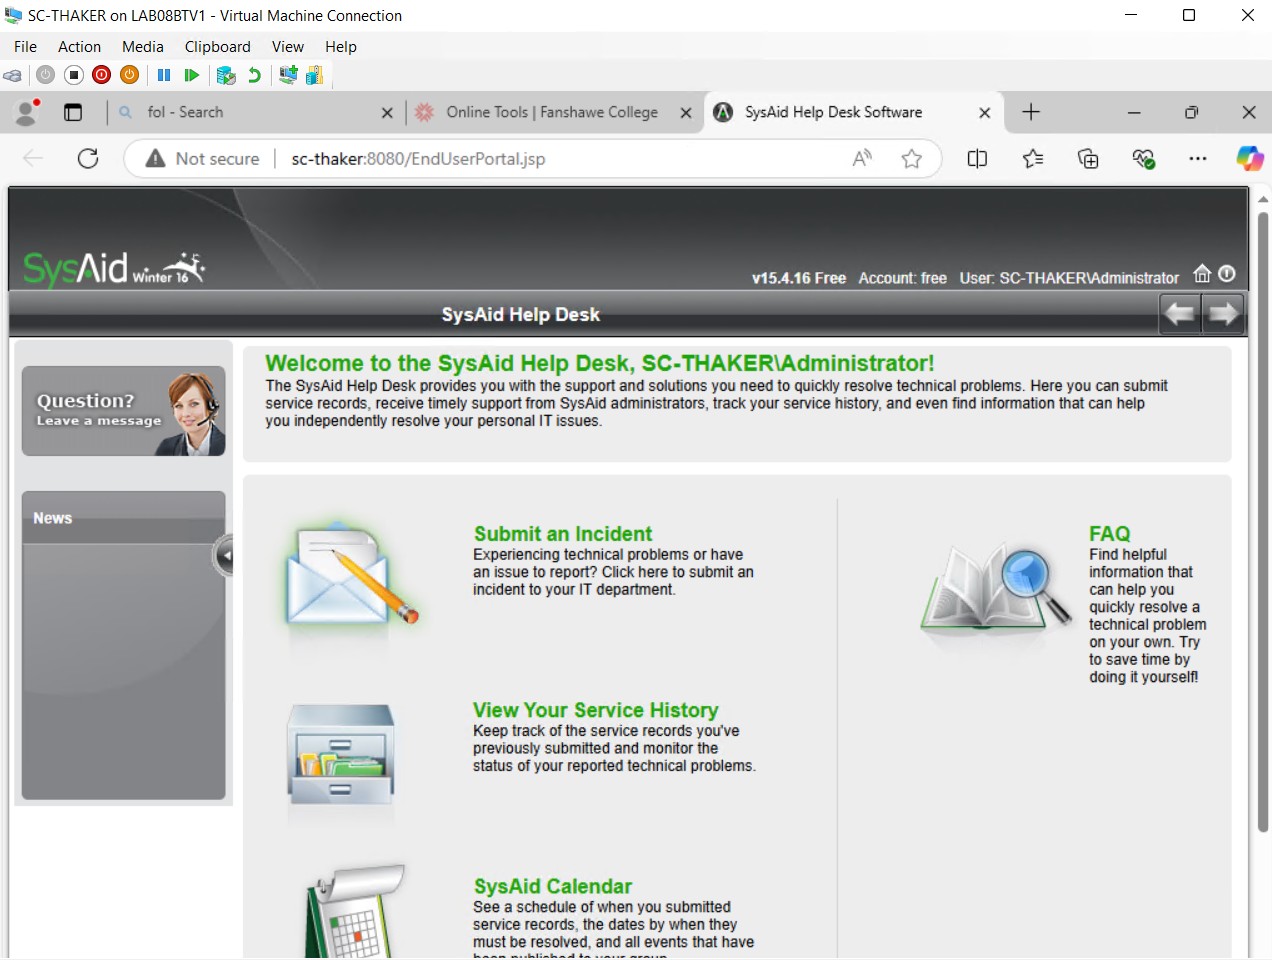 SC-THAKER on LAB08BTV1 - Virtual Machine Connection
File Action Media Clipboard View Help
fol - Search
Online Tools | Fanshawe College
SysAid Help Desk Software
Not secure
sc-thaker:8080/EndUserPortal.jsp
SysAid Winter 16
v15.4.16 Free Account: free User: SC-THAKER\Administrator
SysAid Help Desk
Question?
Leave a message
News
Welcome to the SysAid Help Desk, SC-THAKER\Administrator!
The SysAid Help Desk provides you with the support and solutions you need to quickly resolve technical problems. Here you can submit
service records, receive timely support from SysAid administrators, track your service history, and even find information that can help
you independently resolve your personal IT issues.
Submit an Incident
Experiencing technical problems or have
an issue to report? Click here to submit an
incident to your IT department.
View Your Service History
Keep track of the service records you've
previously submitted and monitor the
status of your reported technical problems.
SysAid Calendar
See a schedule of when you submitted
service records, the dates by when they
must be resolved, and all events that have
been published to your group.
FAQ
Find helpful
information that
can help you
quickly resolve a
technical problem
on your own. Try
to save time by
doing it yourself!